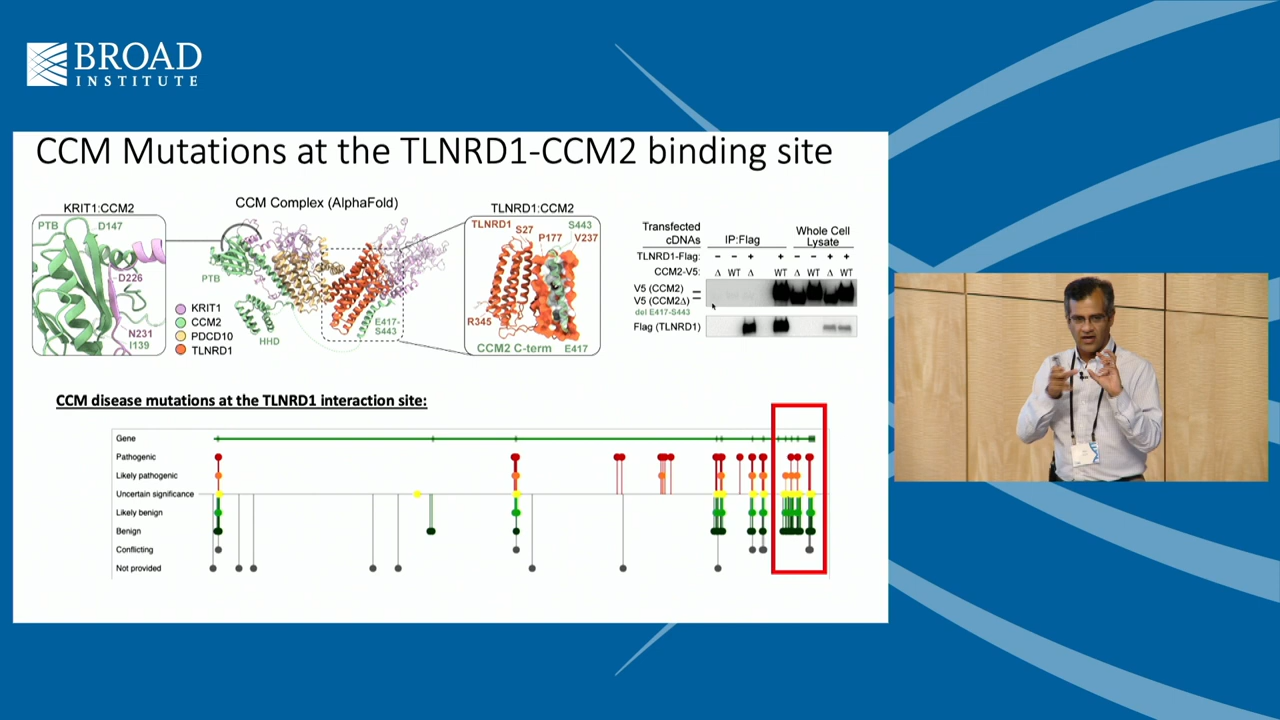 BROAD
INSTITUTE
CCM Mutations at the TLNRD1-CCM2 binding site
KRIT1:CCM2
PTB
D147
D226
N231
I139
CCM Complex (AlphaFold)
PTB
KRIT1
CCM2
PDCD10
TLNRD1
HHD
E417-
S443
TLNRD1:CCM2
TLNRD1
S27
S443
P177
V237
R345
CCM2 C-term
E417
Transfected
cDNAs
IP:Flag
Whole Cell
Lysate
TLNRD1-Flag: – – + + – – + +
CCM2-V5: Δ WT Δ WT Δ WT Δ WT
V5 (CCM2)
V5 (CCM2Δ)
del E417-S443
Flag (TLNRD1)
CCM disease mutations at the TLNRD1 interaction site:
Gene
Pathogenic
Likely pathogenic
Uncertain significance
Likely benign
Benign
Conflicting
Not provided